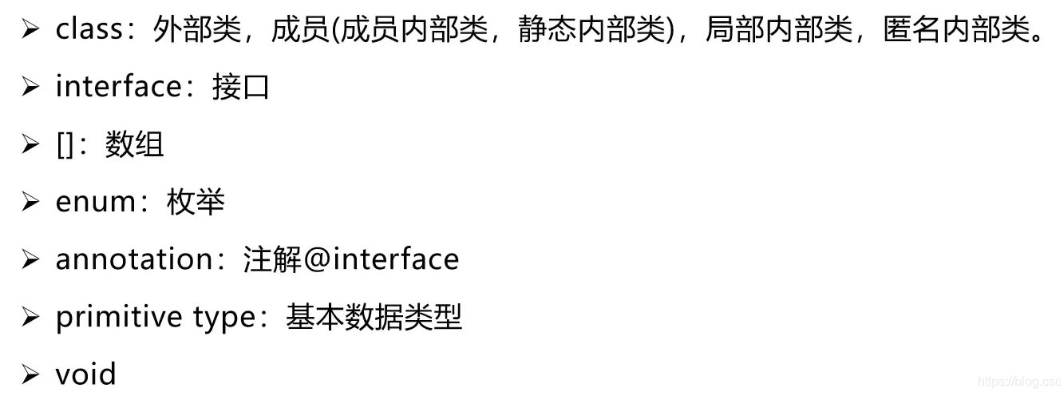 ➢ class：外部类，成员(成员内部类，静态内部类)，局部内部类，匿名内部类。
➢ interface：接口
➢ []：数组
➢ enum：枚举
➢ annotation：注解@interface
➢ primitive type：基本数据类型
➢ void
https://blog.csd